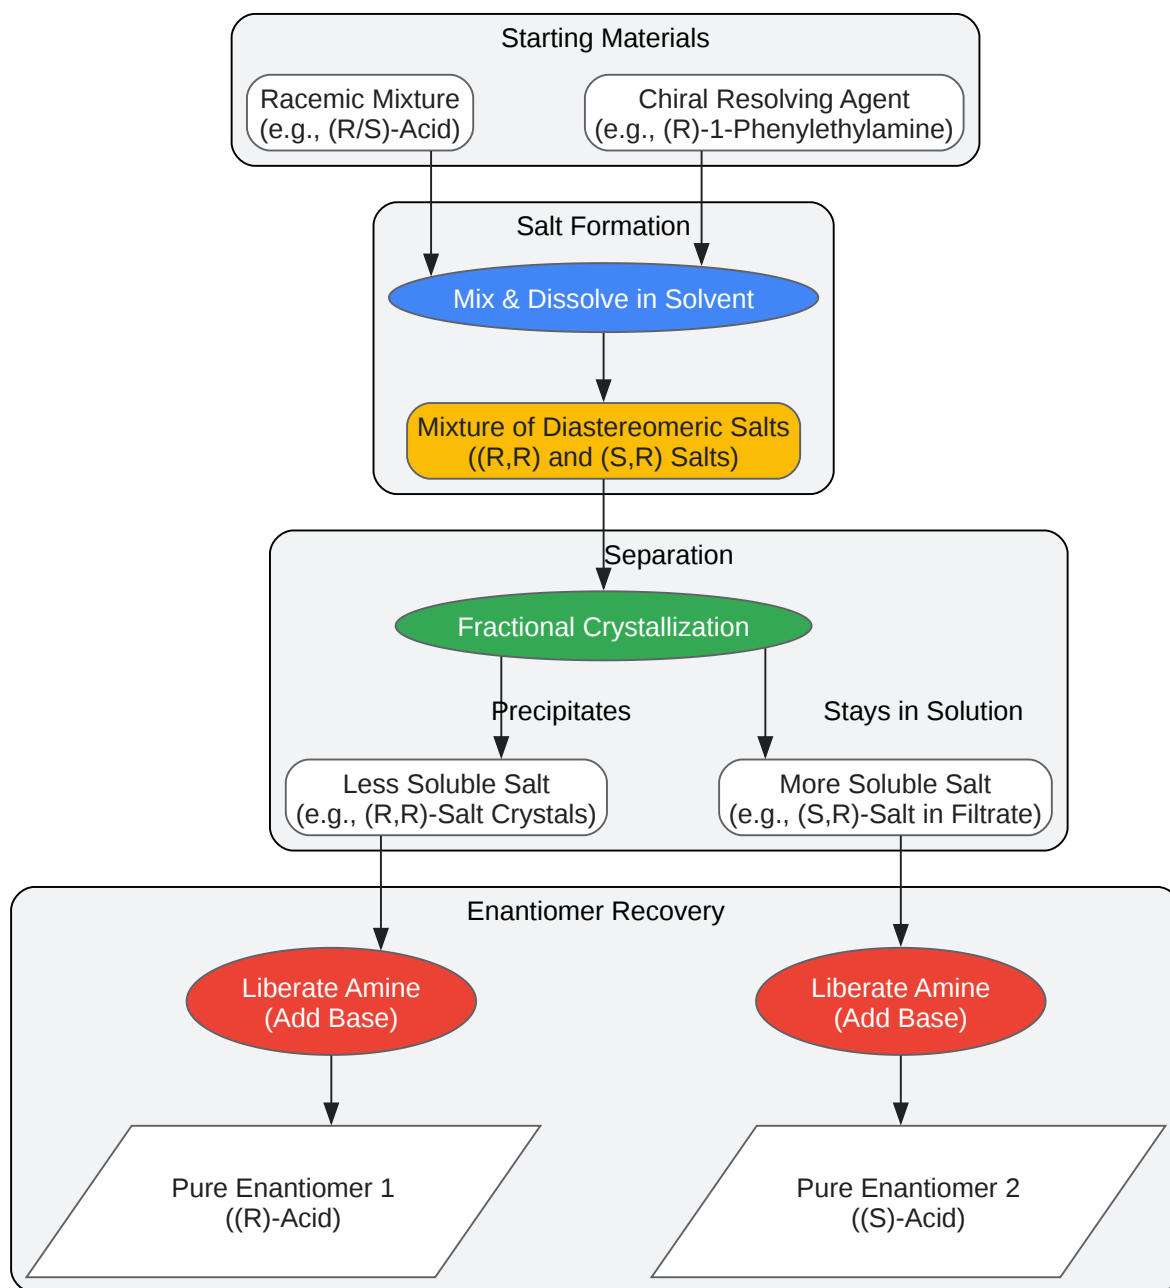 Starting Materials
Racemic Mixture
(e.g., (R/S)-Acid)
Chiral Resolving Agent
(e.g., (R)-1-Phenylethylamine)
Salt Formation
Mix & Dissolve in Solvent
Mixture of Diastereomeric Salts
((R,R) and (S,R) Salts)
Separation
Fractional Crystallization
Precipitates
Stays in Solution
Less Soluble Salt
(e.g., (R,R)-Salt Crystals)
More Soluble Salt
(e.g., (S,R)-Salt in Filtrate)
Enantiomer Recovery
Liberate Amine
(Add Base)
Liberate Amine
(Add Base)
Pure Enantiomer 1
((R)-Acid)
Pure Enantiomer 2
((S)-Acid)